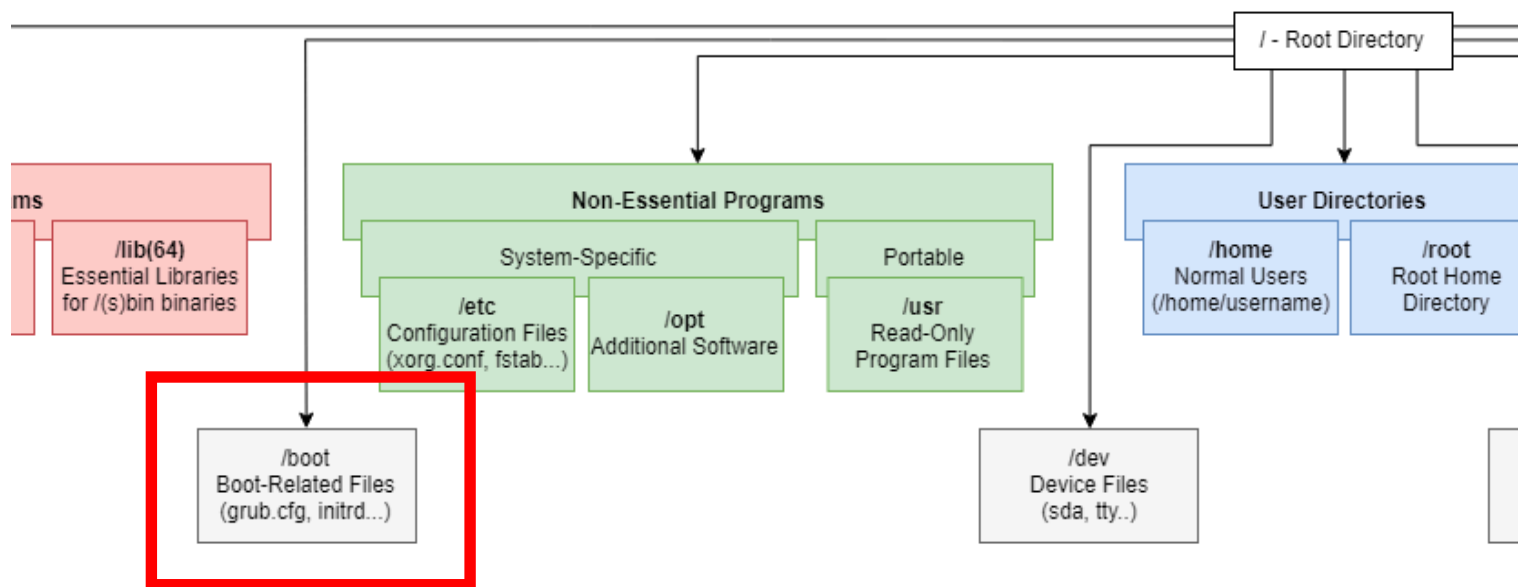 / - Root Directory
ms
/lib(64)
Essential Libraries
for /(s)bin binaries
Non-Essential Programs
System-Specific
Portable
/etc
Configuration Files
(xorg.conf, fstab...)
/opt
Additional Software
/usr
Read-Only
Program Files
User Directories
/home
Normal Users
(/home/username)
/root
Root Home
Directory
/boot
Boot-Related Files
(grub.cfg, initrd...)
/dev
Device Files
(sda, tty..)